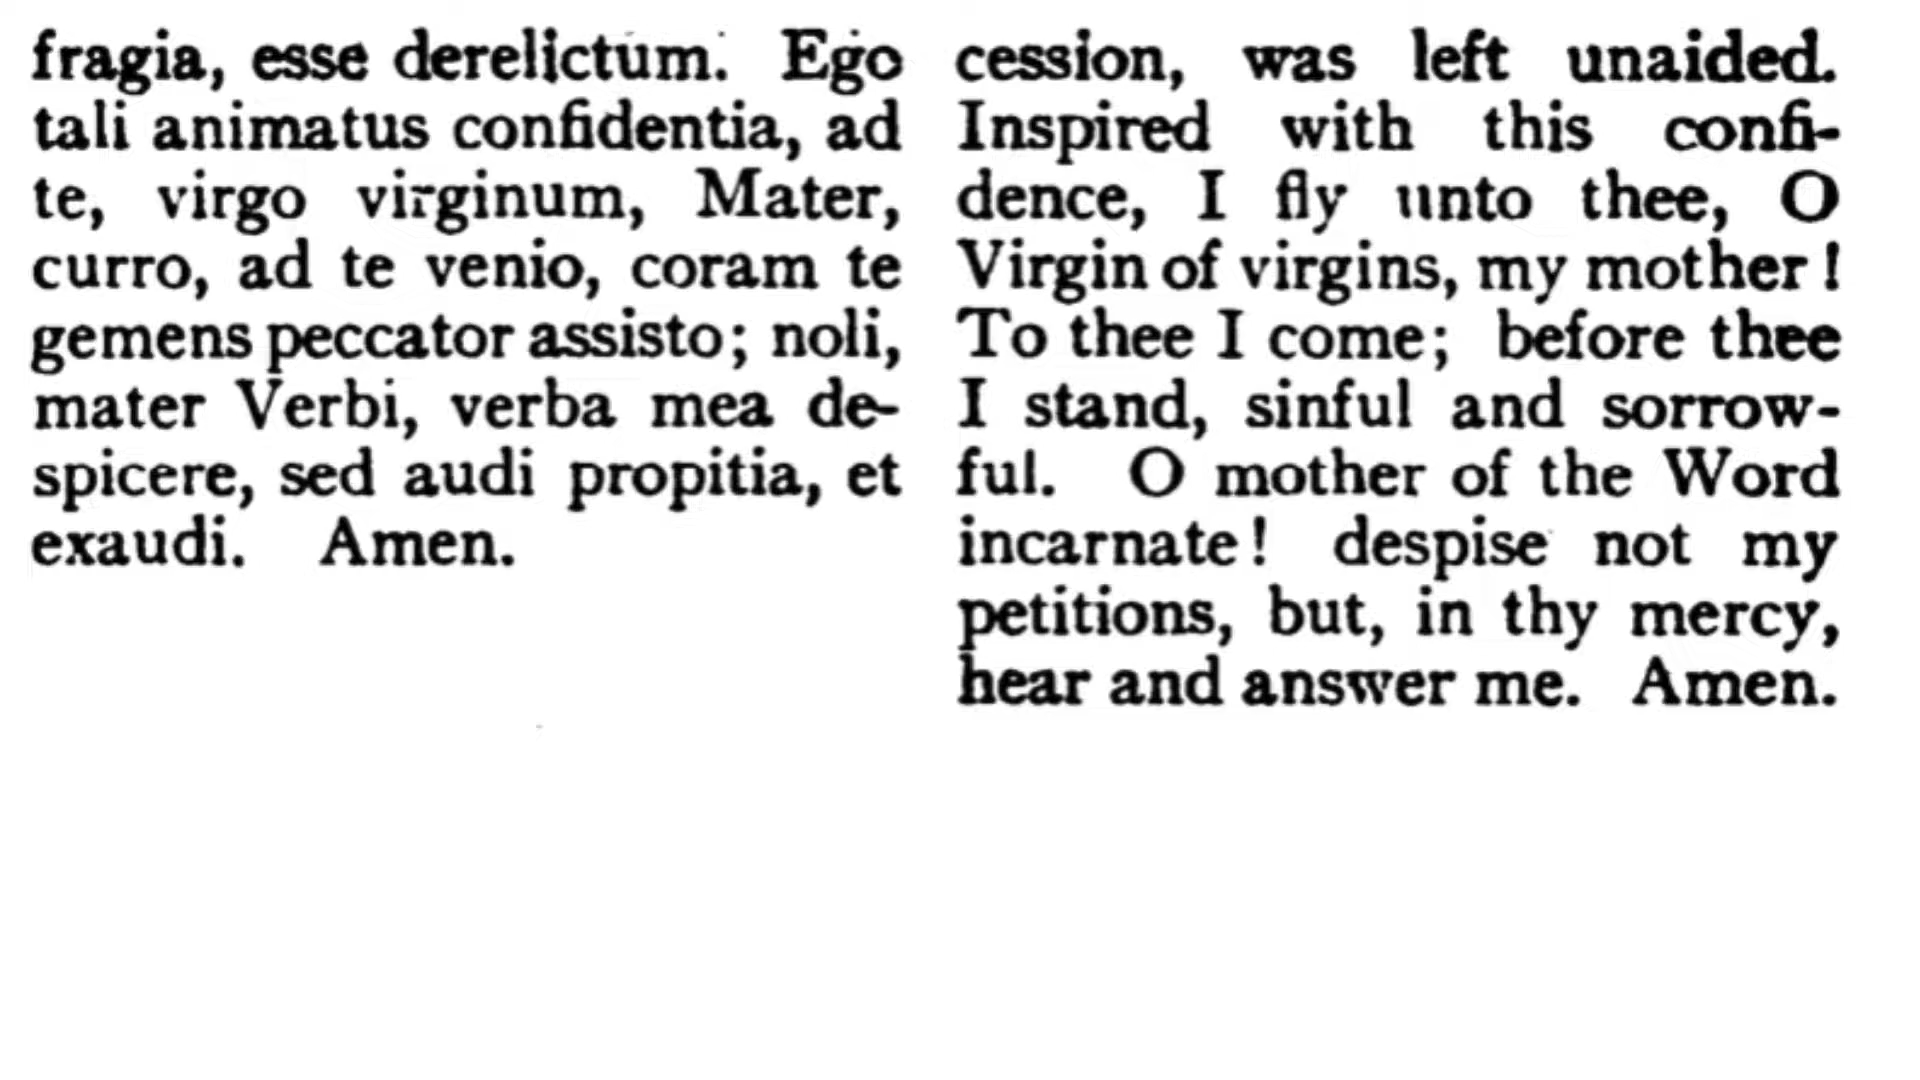 fragia, esse derelictum. Ego
tali animatus confidentia, ad
te, virgo virginum, Mater,
curro, ad te venio, coram te
gemens peccator assisto; noli,
mater Verbi, verba mea de-
spicere, sed audi propitia, et
exaudi. Amen.
cession, was left unaided.
Inspired with this confi-
dence, I fly unto thee, O
Virgin of virgins, my mother!
To thee I come; before thee
I stand, sinful and sorrow-
ful. O mother of the Word
incarnate! despise not my
petitions, but, in thy mercy,
hear and answer me. Amen.